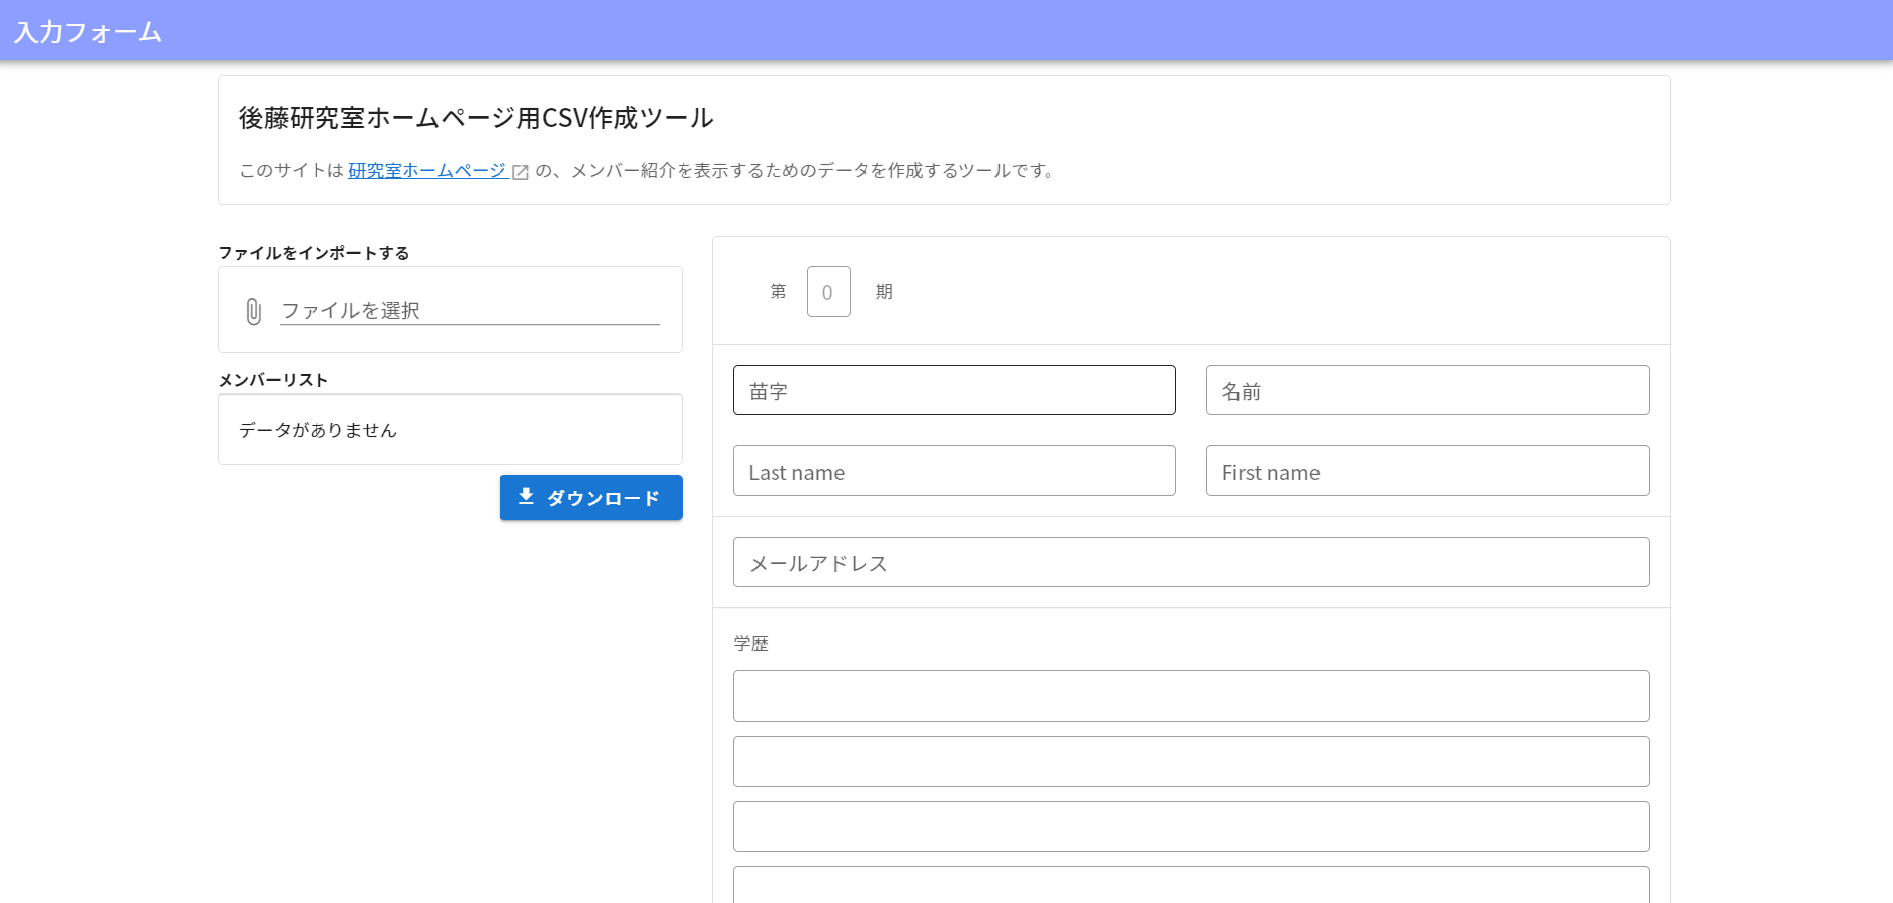 入力フォーム
後藤研究室ホームページ用CSV作成ツール
このサイトは 研究室ホームページ の、メンバー紹介を表示するためのデータを作成するツールです。
ファイルをインポートする
ファイルを選択
メンバーリスト
データがありません
ダウンロード
第 0 期
苗字 名前
Last name First name
メールアドレス
学歴